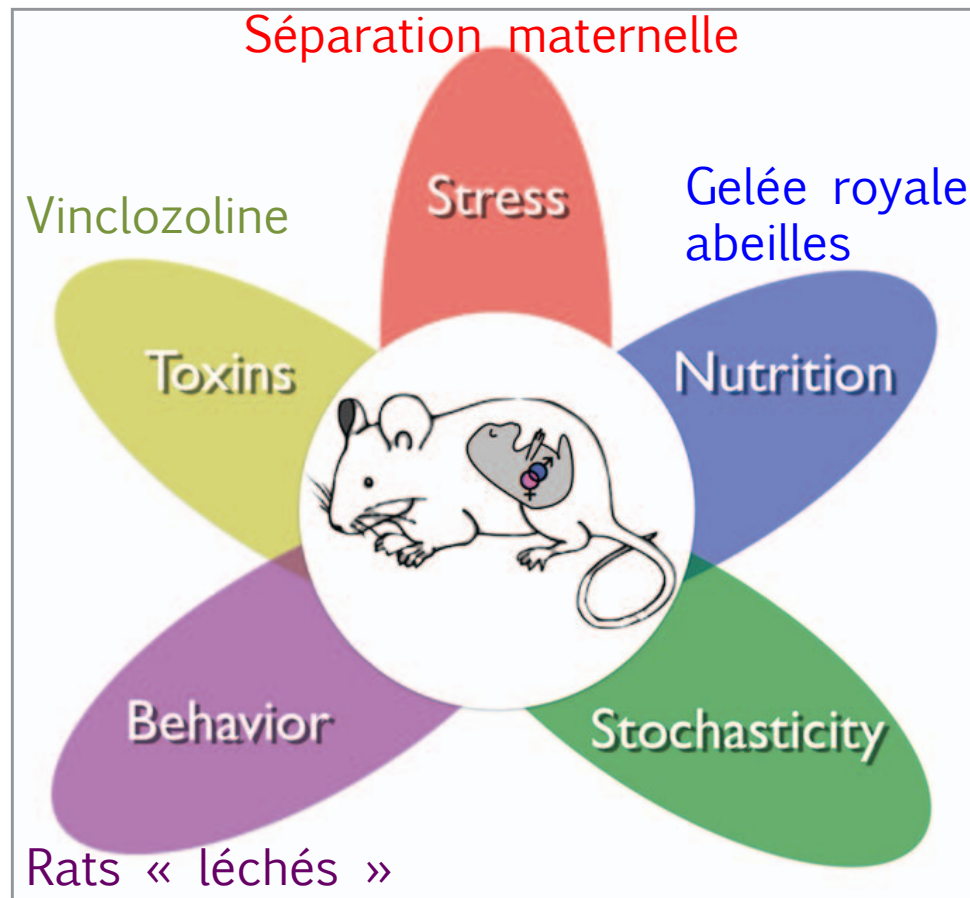 Séparation maternelle
Stress
Vinclozoline
Gelée royale
abeilles
Toxins
Nutrition
Behavior
Stochasticity
Rats « léchés »